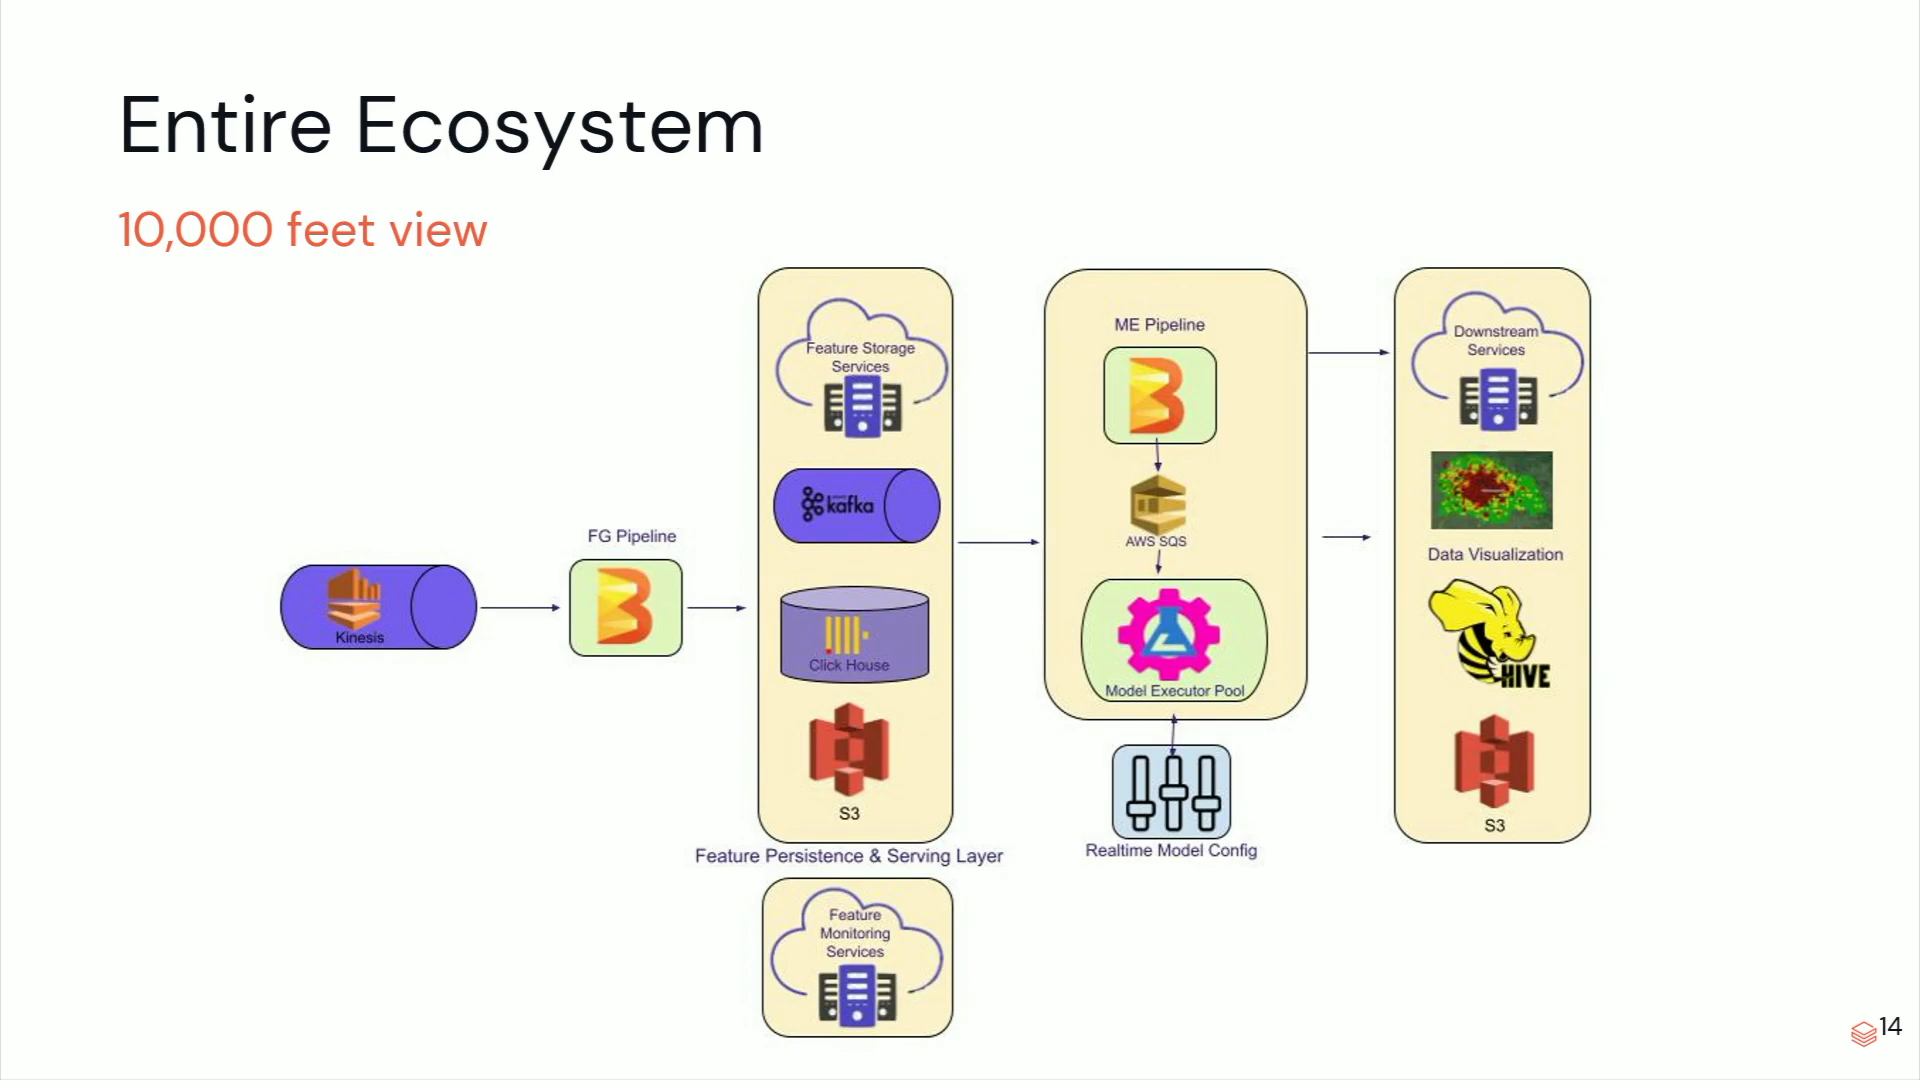 Entire Ecosystem
10,000 feet view
Kinesis
FG Pipeline
Feature Storage
Services
kafka
Click House
S3
Feature Persistence & Serving Layer
Feature
Monitoring
Services
ME Pipeline
AWS SQS
Model Executor Pool
Realtime Model Config
Downstream
Services
Data Visualization
HIVE
S3
14